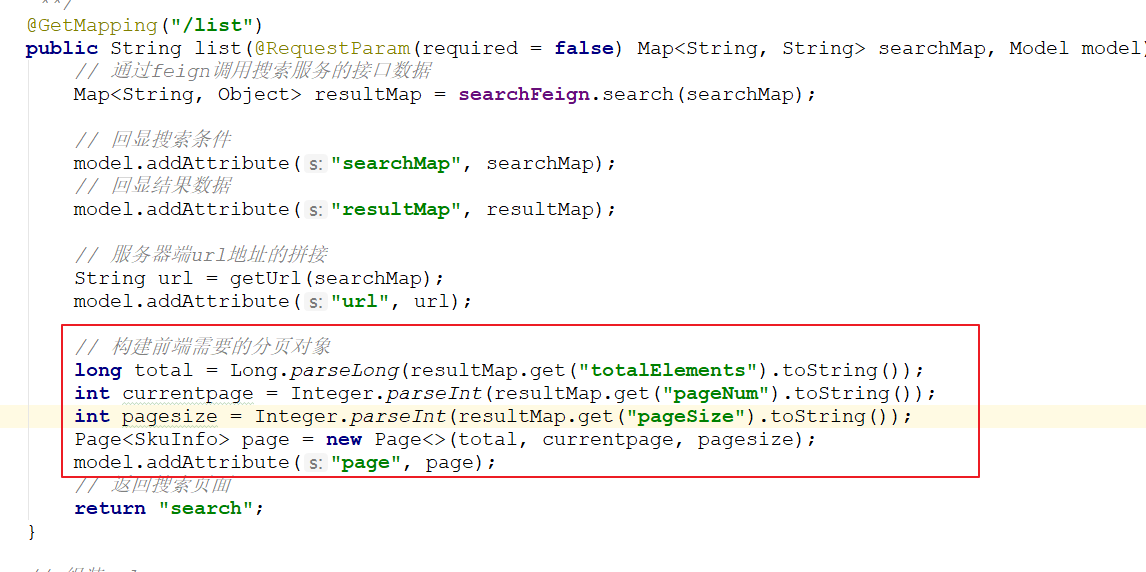 **/
@GetMapping("/list")
public String list(@RequestParam(required = false) Map<String, String> searchMap, Model model)
// 通过feign调用搜索服务的接口数据
Map<String, Object> resultMap = searchFeign.search(searchMap);
// 回显搜索条件
model.addAttribute( s: "searchMap", searchMap);
// 回显结果数据
model.addAttribute( s: "resultMap", resultMap);
// 服务器端url地址的拼接
String url = getUrl(searchMap);
model.addAttribute( s: "url", url);
// 构建前端需要的分页对象
long total = Long.parseLong(resultMap.get("totalElements").toString());
int currentpage = Integer.parseInt(resultMap.get("pageNum").toString());
int pagesize = Integer.parseInt(resultMap.get("pageSize").toString());
Page<SkuInfo> page = new Page<>(total, currentpage, pagesize);
model.addAttribute( s: "page", page);
// 返回搜索页面
return "search";
}